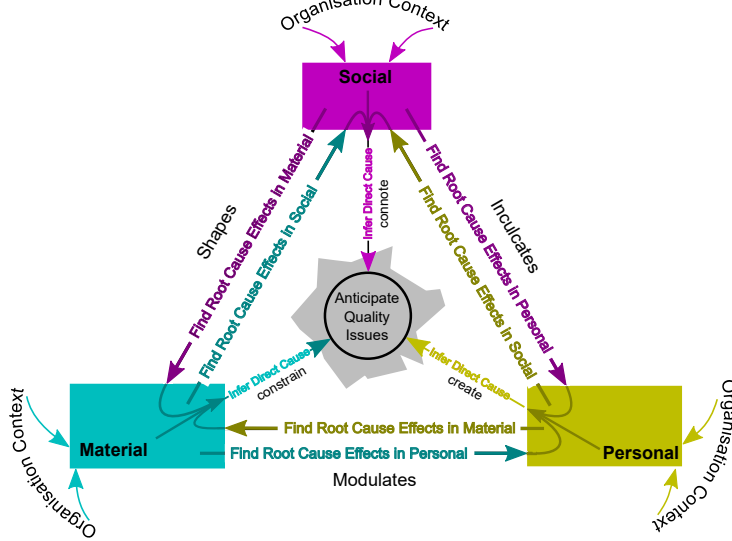 Organisation Context
Social
Find Root Cause Effects in Material
Find Root Cause Effects in Social
Shapes
Infer Direct Cause
connote
Find Root Cause Effects in Personal
Find Root Cause Effects in Social
Inculcates
Anticipate
Quality
Issues
Infer Direct Cause
constrain
Infer Direct Cause
create
Organisation Context
Organisation Context
Material
Find Root Cause Effects in Material
Find Root Cause Effects in Personal
Modulates
Personal
Organisation Context